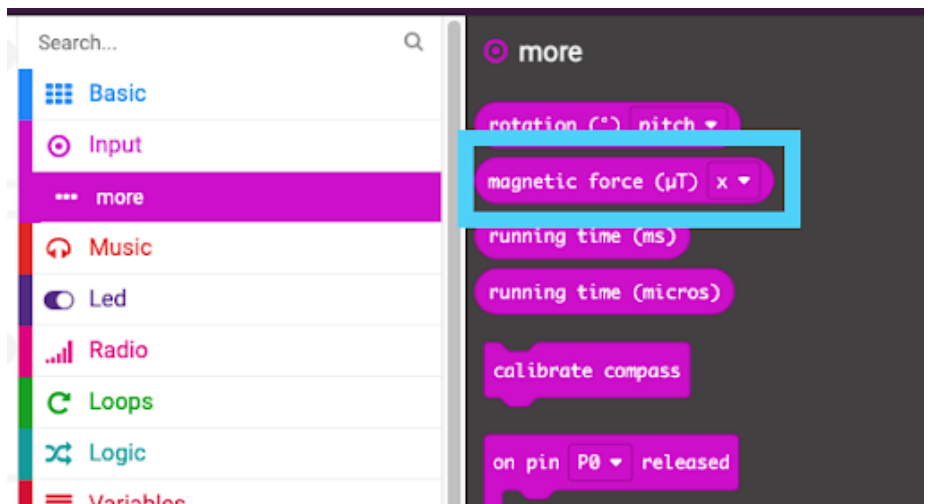 Search...
Basic
Input
more
Music
Led
Radio
Loops
Logic
Variables
more
rotation (°) pitch
magnetic force (µT) x
running time (ms)
running time (micros)
calibrate compass
on pin P0 released